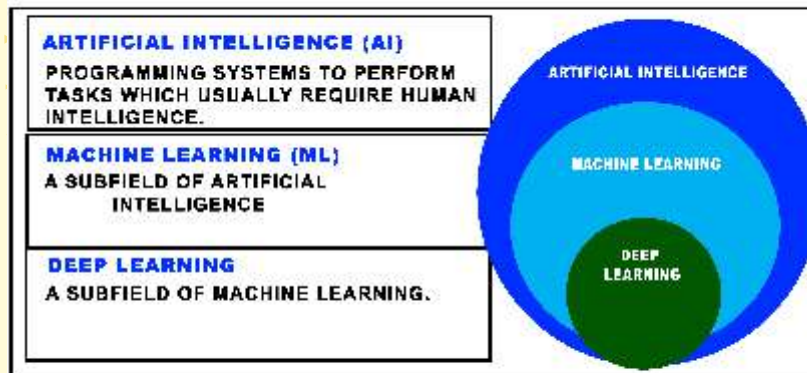 ARTIFICIAL INTELLIGENCE (AI)
PROGRAMMING SYSTEMS TO PERFORM
TASKS WHICH USUALLY REQUIRE HUMAN
INTELLIGENCE.
MACHINE LEARNING (ML)
A SUBFIELD OF ARTIFICIAL
INTELLIGENCE
DEEP LEARNING
A SUBFIELD OF MACHINE LEARNING.
ARTIFICIAL INTELLIGENCE
MACHINE LEARNING
DEEP
LEARNING